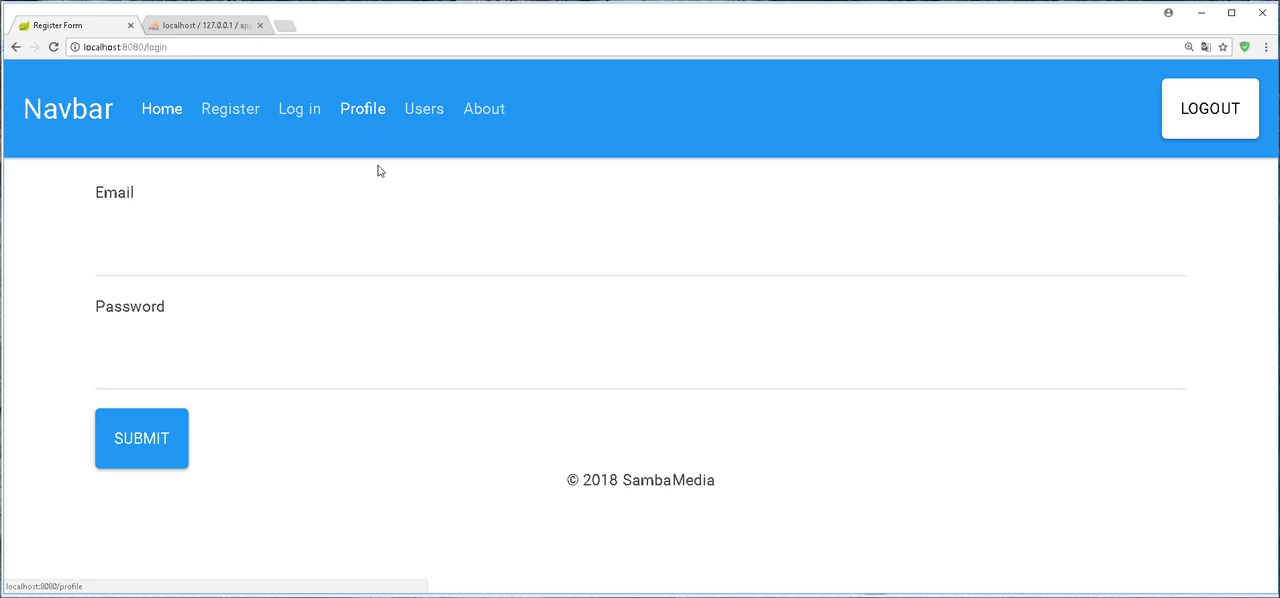 Register Form
localhost / 127.0.0.1 / ap
localhost:8080/login
Navbar
Home
Register
Log in
Profile
Users
About
LOGOUT
Email
Password
SUBMIT
© 2018 SambaMedia
localhost:8080/profile